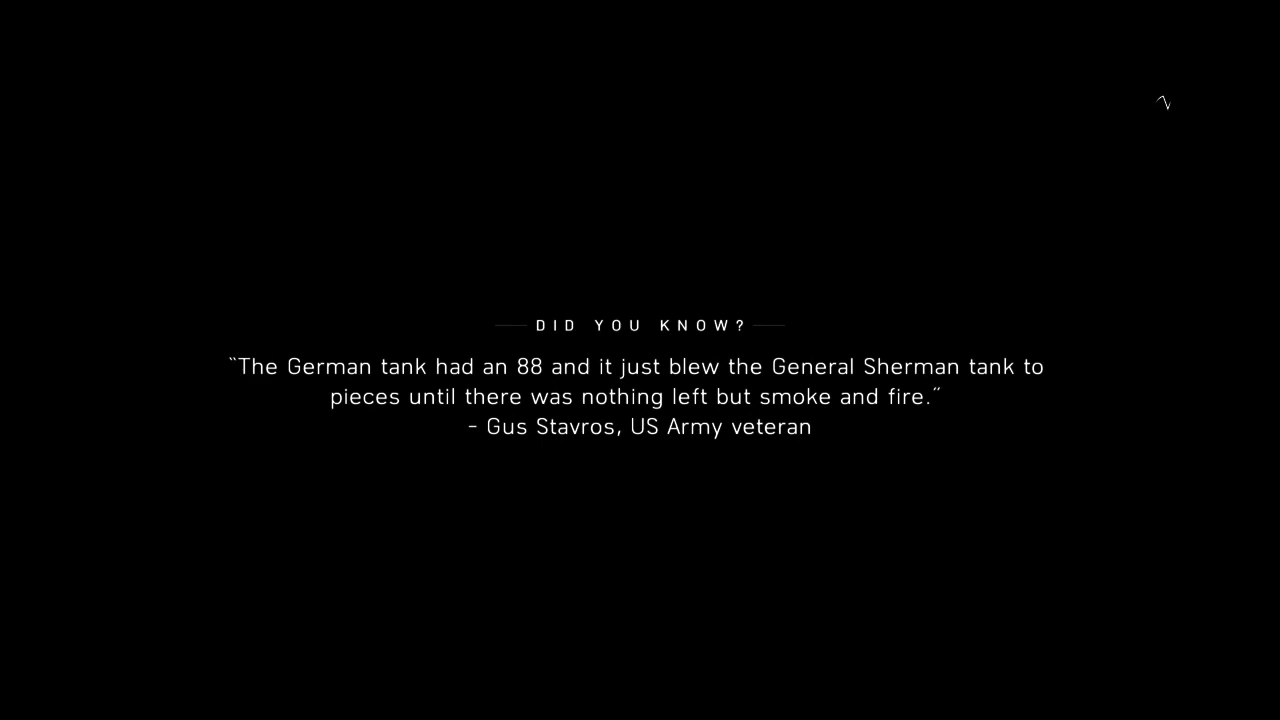 DID YOU KNOW?
"The German tank had an 88 and it just blew the General Sherman tank to
pieces until there was nothing left but smoke and fire."
- Gus Stavros, US Army veteran